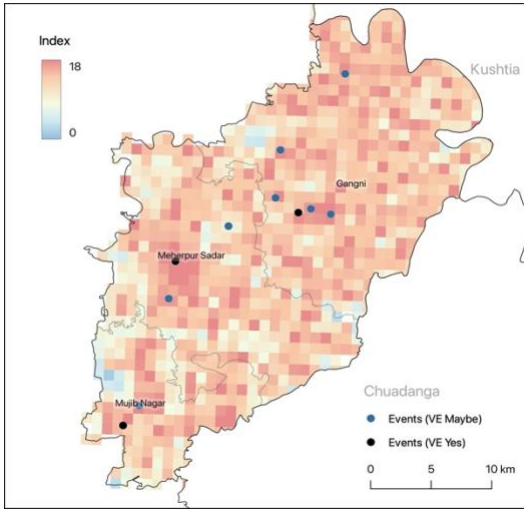 Index
18
0
Kushtia
Gangni
Meherpur Sadar
Mujib Nagar
Chuadanga
Events (VE Maybe)
Events (VE Yes)
0 5 10 km